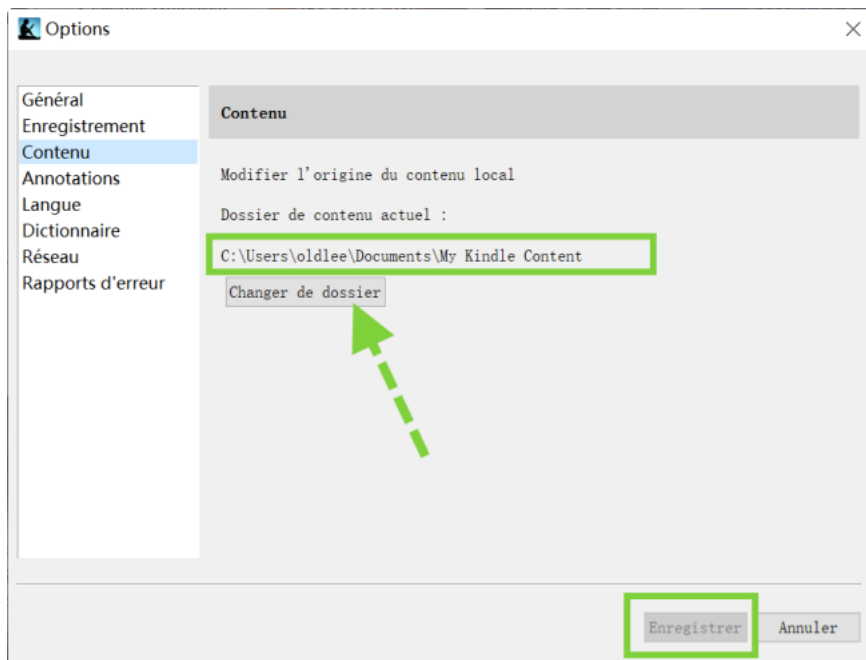 Options
Général
Enregistrement
Contenu
Annotations
Langue
Dictionnaire
Réseau
Rapports d'erreur
Contenu
Modifier l'origine du contenu local
Dossier de contenu actuel :
C:\Users\oldlee\Documents\My Kindle Content
Changer de dossier
Enregistrer
Annuler